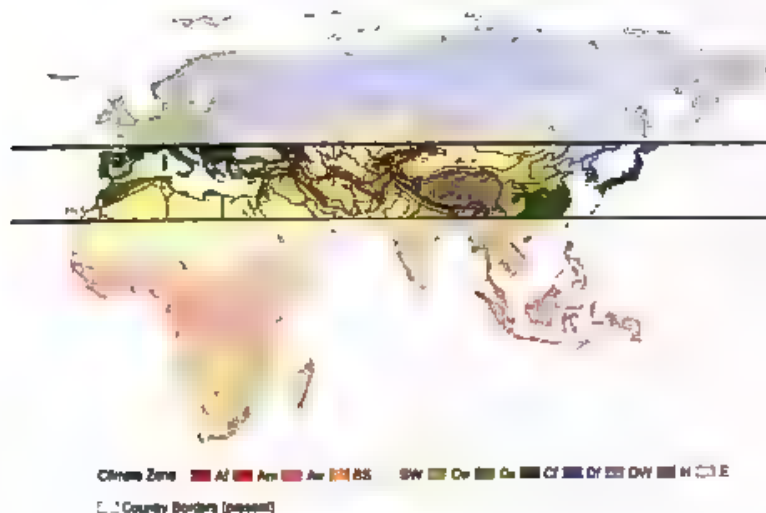 Climate Zone Af Am Aw BS BW Cw Cs Cf Df DW H E
Country Borders (present)